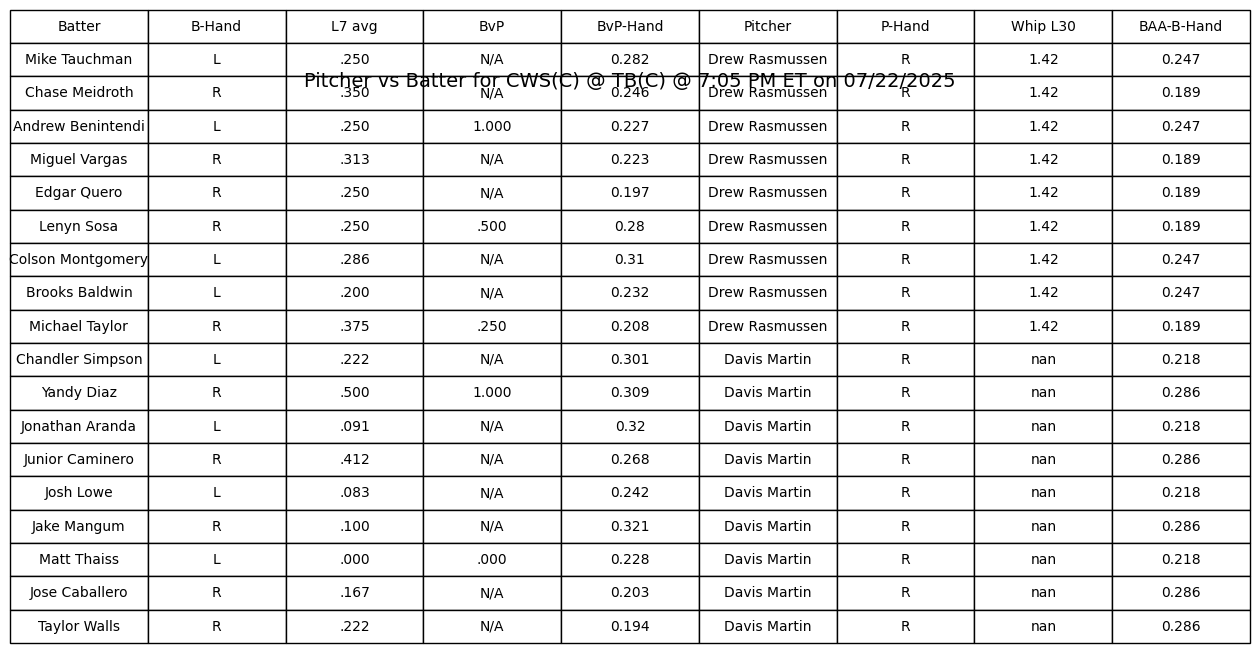 Batter B-Hand L7 avg BvP BvP-Hand Pitcher P-Hand Whip L30 BAA-B-Hand
Mike Tauchman L .250 N/A 0.282 Drew Rasmussen R 1.42 0.247
Pitcher vs Batter for CWS(C) @ TB(C) @ 7:05 PM ET on 07/22/2025
Chase Meidroth R .350 N/A 0.246 Drew Rasmussen R 1.42 0.189
Andrew Benintendi L .250 1.000 0.227 Drew Rasmussen R 1.42 0.247
Miguel Vargas R .313 N/A 0.223 Drew Rasmussen R 1.42 0.189
Edgar Quero R .250 N/A 0.197 Drew Rasmussen R 1.42 0.189
Lenyn Sosa R .250 .500 0.28 Drew Rasmussen R 1.42 0.189
Colson Montgomery L .286 N/A 0.31 Drew Rasmussen R 1.42 0.247
Brooks Baldwin L .200 N/A 0.232 Drew Rasmussen R 1.42 0.247
Michael Taylor R .375 .250 0.208 Drew Rasmussen R 1.42 0.189
Chandler Simpson L .222 N/A 0.301 Davis Martin R nan 0.218
Yandy Diaz R .500 1.000 0.309 Davis Martin R nan 0.286
Jonathan Aranda L .091 N/A 0.32 Davis Martin R nan 0.218
Junior Caminero R .412 N/A 0.268 Davis Martin R nan 0.286
Josh Lowe L .083 N/A 0.242 Davis Martin R nan 0.218
Jake Mangum R .100 N/A 0.321 Davis Martin R nan 0.286
Matt Thaiss L .000 .000 0.228 Davis Martin R nan 0.218
Jose Caballero R .167 N/A 0.203 Davis Martin R nan 0.286
Taylor Walls R .222 N/A 0.194 Davis Martin R nan 0.286